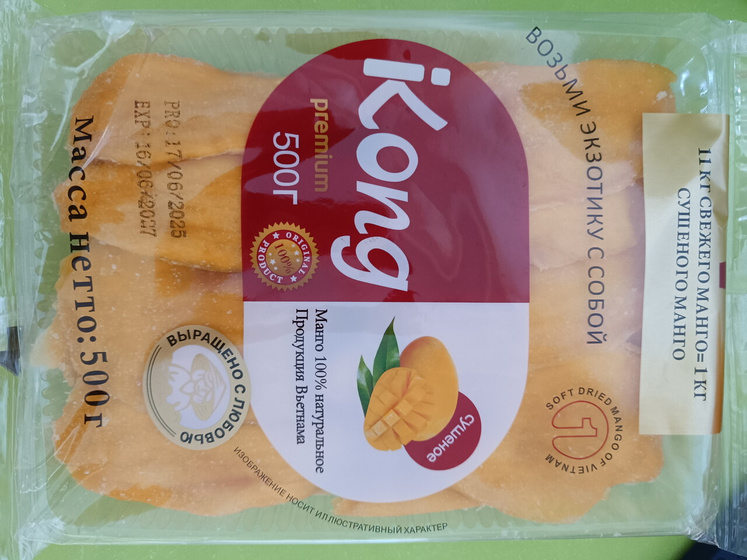 ВОЗЬМИ ЭКЗОТИКУ С СОБОЙ
11 КГ СВЕЖЕГО МАНГО=1 КГ
СУШЕНОГО МАНГО
SOFT DRIED MANGO OF VIETNAM
iKong
premium
500Г
ORIGINAL
100%
PRODUCT
Манго 100% натуральное
Продукция Вьетнама
сушеное
PRO: 17/06/2025
EXP: 16/06/2027
Масса нетто: 500 г
ВЫРАЩЕНО С ЛЮБОВЬЮ
ИЗОБРАЖЕНИЕ НОСИТ ИЛЛЮСТРАТИВНЫЙ ХАРАКТЕР